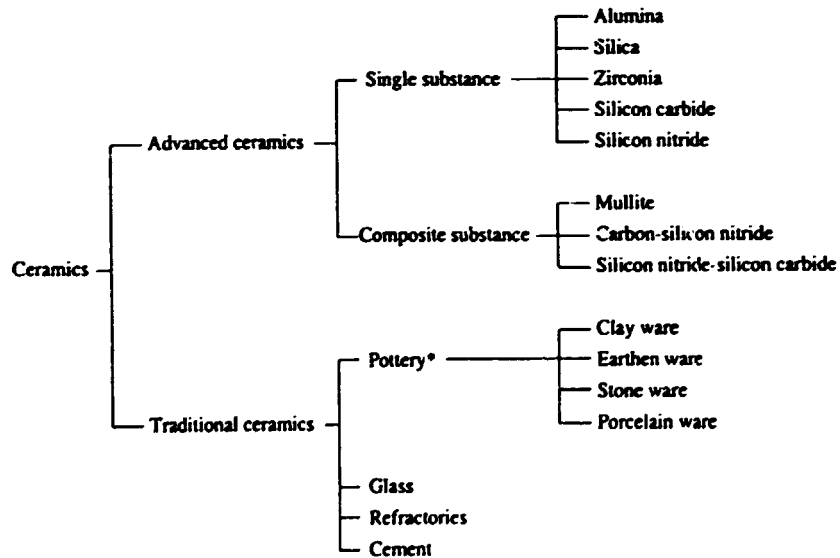 Ceramics
Advanced ceramics
Single substance
Alumina
Silica
Zirconia
Silicon carbide
Silicon nitride
Composite substance
Mullite
Carbon-silicon nitride
Silicon nitride-silicon carbide
Traditional ceramics
Pottery*
Clay ware
Earthen ware
Stone ware
Porcelain ware
Glass
Refractories
Cement